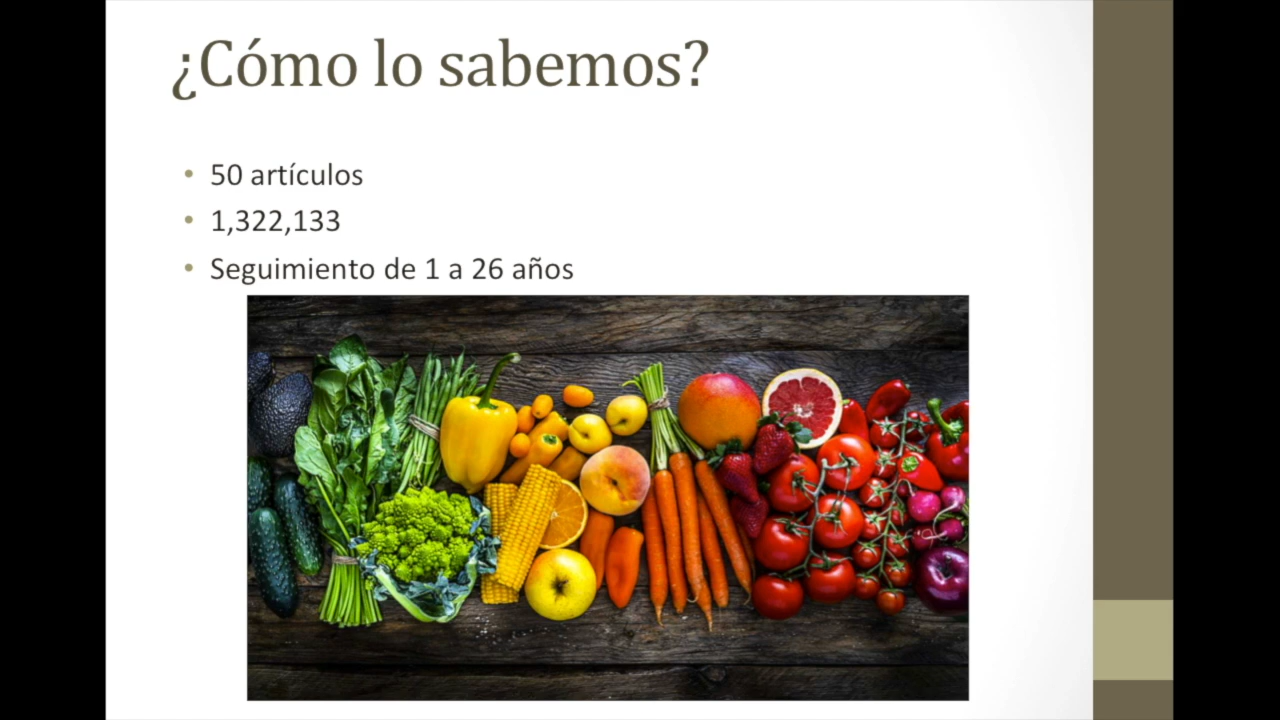 ¿Cómo lo sabemos?
• 50 artículos
• 1,322,133
• Seguimiento de 1 a 26 años